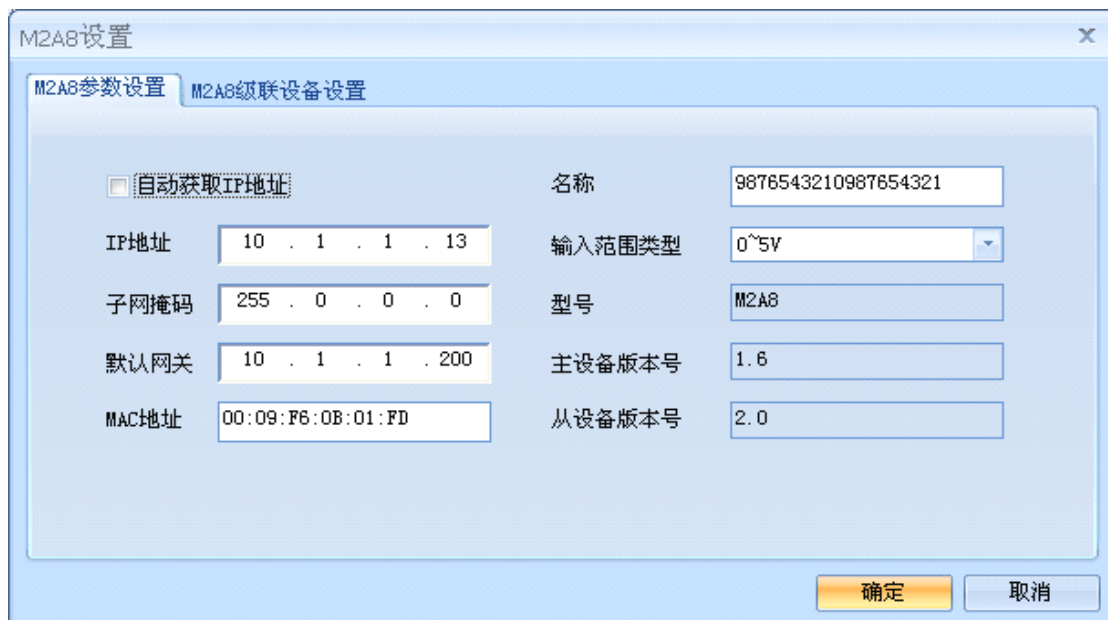 M2A8设置
M2A8参数设置 M2A8级联设备设置
自动获取IP地址 名称 9876543210987654321
IP地址 10 . 1 . 1 . 13 输入范围类型 0~5V
子网掩码 255 . 0 . 0 . 0 型号 M2A8
默认网关 10 . 1 . 1 . 200 主设备版本号 1.6
MAC地址 00:09:F6:0B:01:FD 从设备版本号 2.0
确定 取消